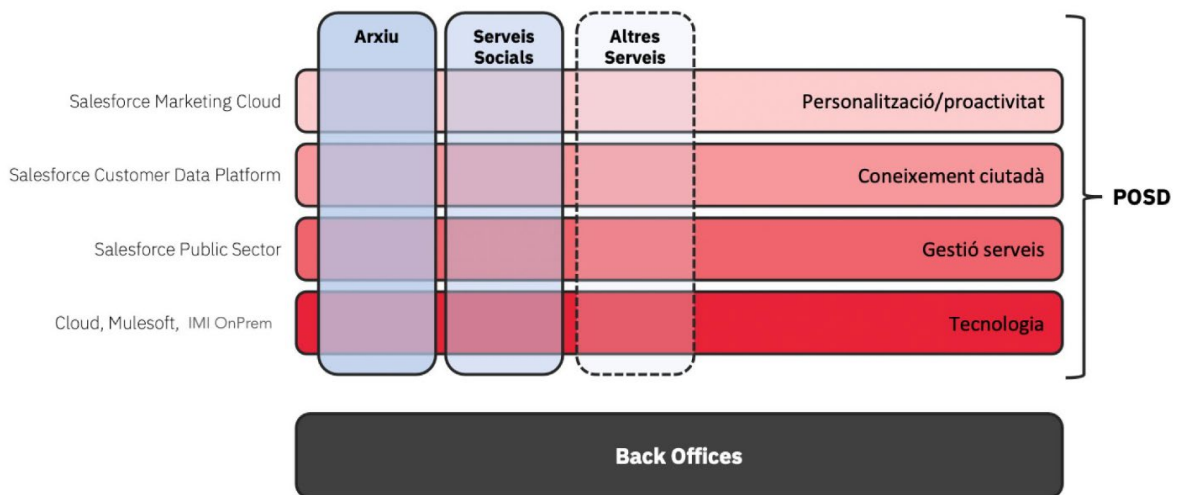 Arxiu
Serveis
Socials
Altres
Serveis
Salesforce Marketing Cloud
Personalització/proactivitat
Salesforce Customer Data Platform
Coneixement ciutadà
POSD
Salesforce Public Sector
Gestió serveis
Cloud, Mulesoft, IMI OnPrem
Tecnologia
Back Offices